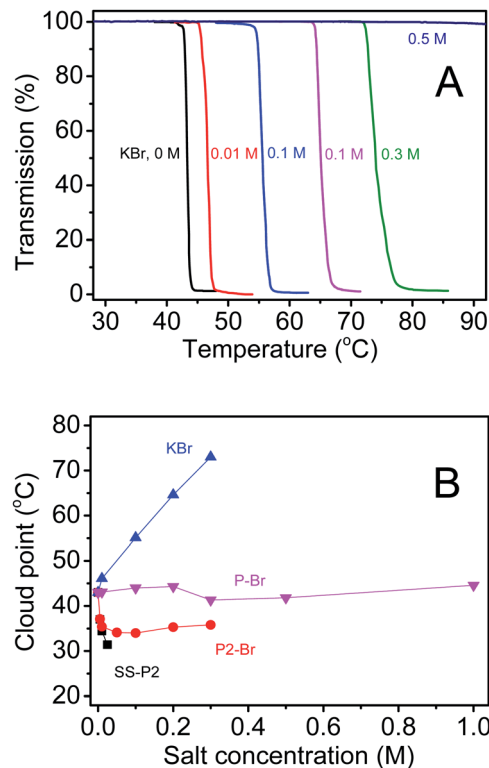 100
80
60
40
20
0
Transmission (%)
0.5 M
A
KBr, 0 M
0.01 M
0.1 M
0.1 M
0.3 M
30 40 50 60 70 80 90
Temperature (°C)
80
70
60
50
40
30
20
Cloud point (°C)
KBr
B
P-Br
P2-Br
SS-P2
0.0 0.2 0.4 0.6 0.8 1.0
Salt concentration (M)